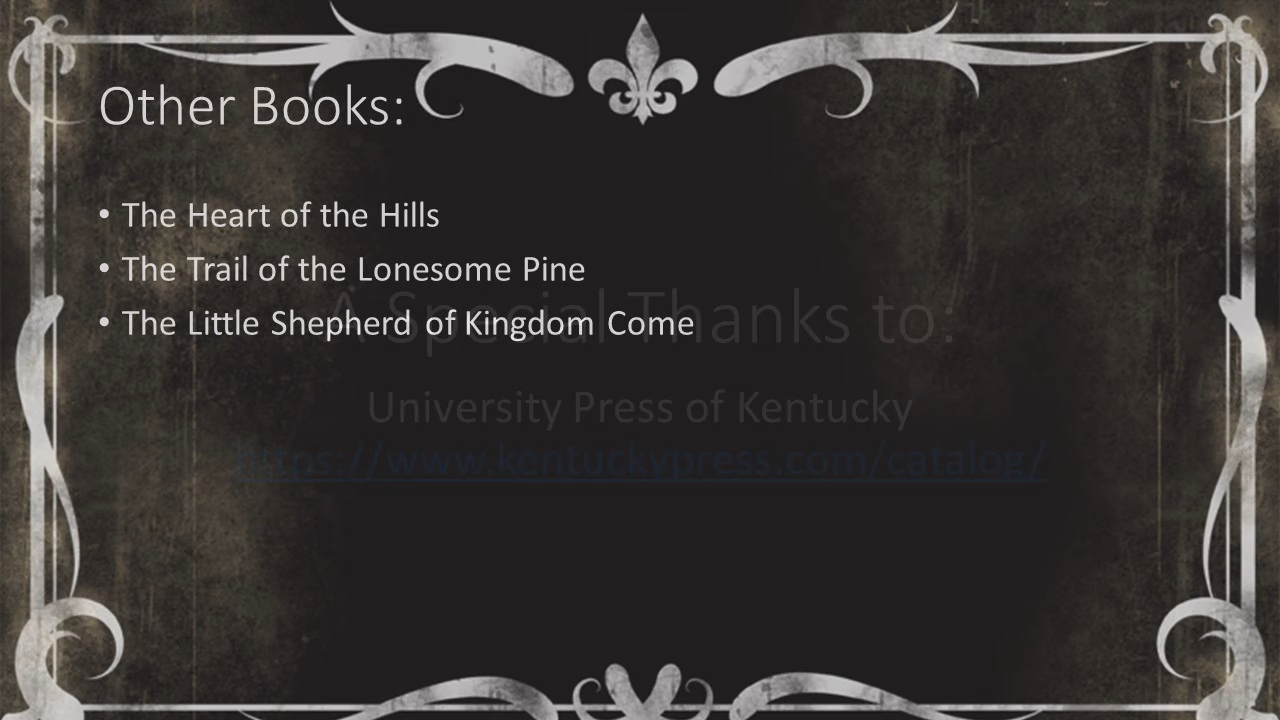 Other Books:
• The Heart of the Hills
• The Trail of the Lonesome Pine
• The Little Shepherd of Kingdom Come
A Special Thanks to:
University Press of Kentucky
https://www.kentuckypress.com/catalog/